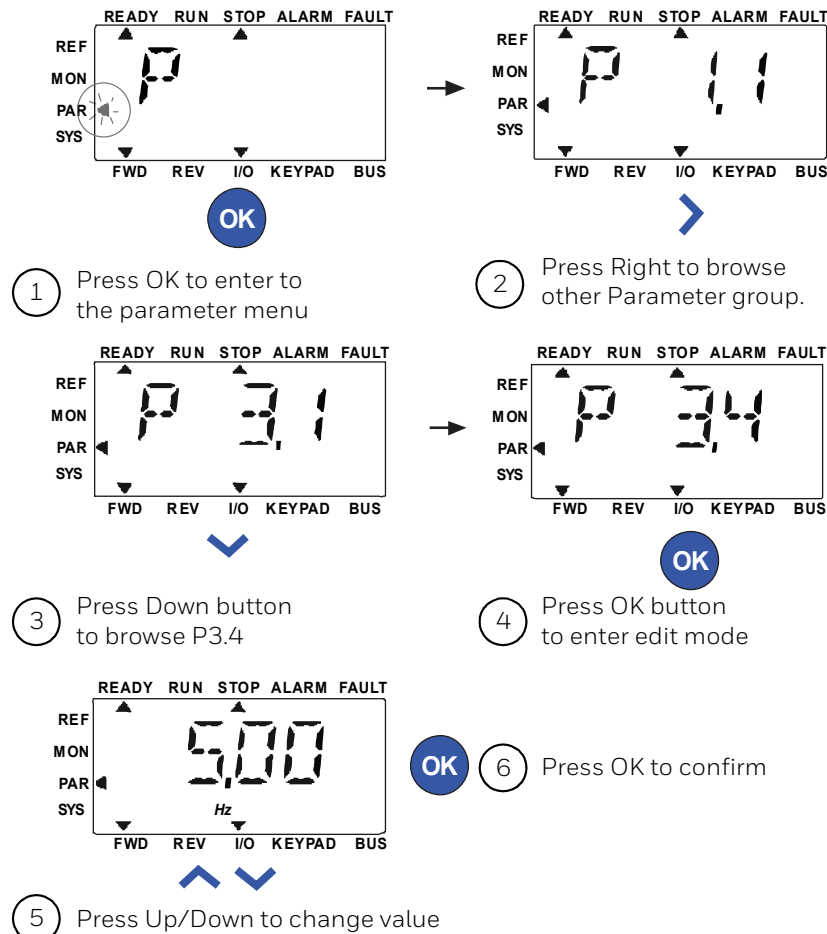 READY RUN STOP ALARM FAULT
REF
MON
PAR
SYS
P
FWD REV I/O KEYPAD BUS
OK
1 Press OK to enter to
the parameter menu
READY RUN STOP ALARM FAULT
REF
MON
PAR
SYS
P 1,1
FWD REV I/O KEYPAD BUS
2 Press Right to browse
other Parameter group.
READY RUN STOP ALARM FAULT
REF
MON
PAR
SYS
P 3,1
FWD REV I/O KEYPAD BUS
3 Press Down button
to browse P3.4
READY RUN STOP ALARM FAULT
REF
MON
PAR
SYS
P 3,4
FWD REV I/O KEYPAD BUS
OK
4 Press OK button
to enter edit mode
READY RUN STOP ALARM FAULT
REF
MON
PAR
SYS
5,00
Hz
FWD REV I/O KEYPAD BUS
5 Press Up/Down to change value
OK 6 Press OK to confirm